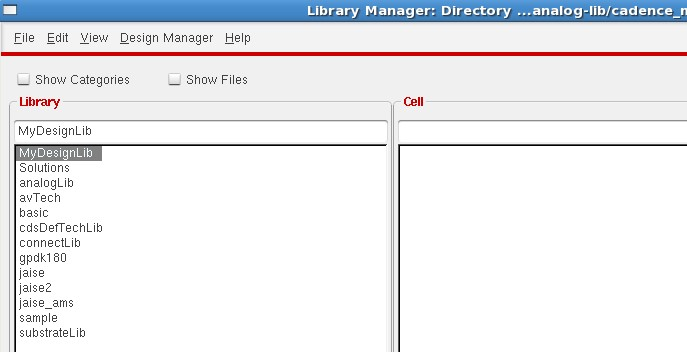 Library Manager: Directory ...analog-lib/cadence_
File Edit View Design Manager Help
Show Categories Show Files
Library Cell
MyDesignLib
MyDesignLib
Solutions
analogLib
avTech
basic
cdsDefTechLib
connectLib
gpdk180
jaise
jaise2
jaise_ams
sample
substrateLib